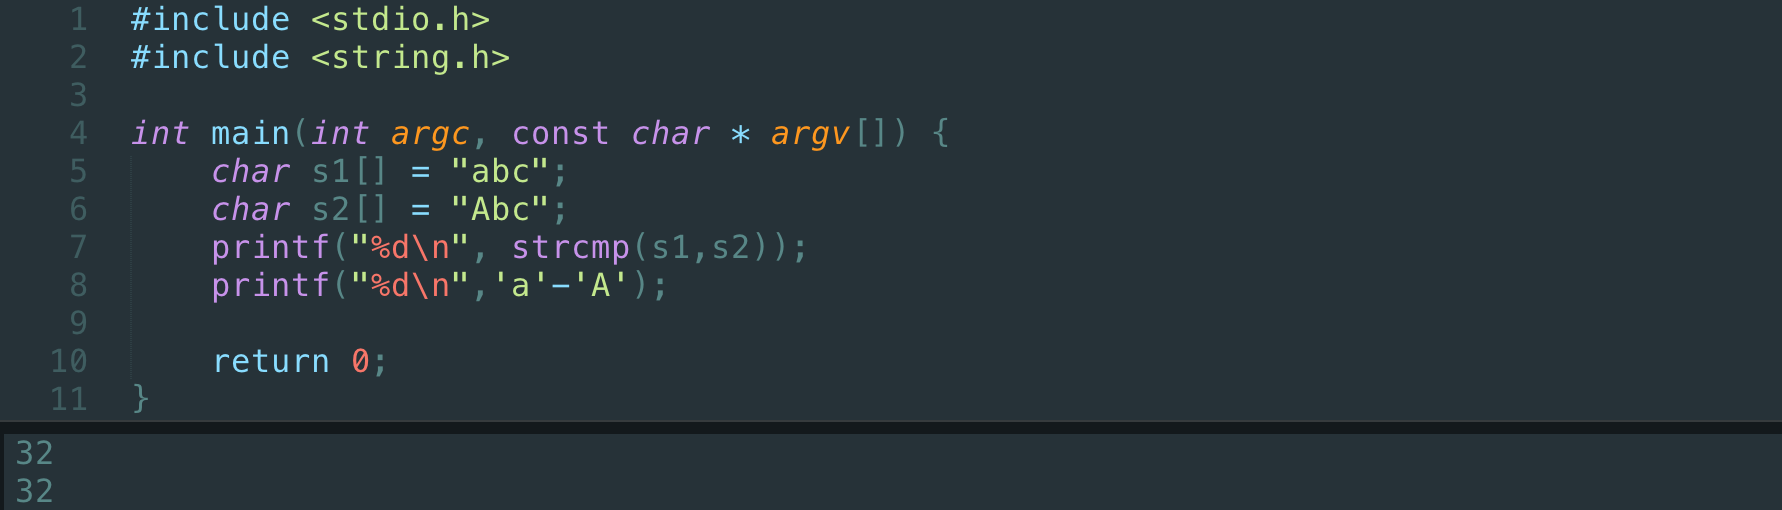 1 #include <stdio.h>
2 #include <string.h>
3
4 int main(int argc, const char * argv[]) {
5     char s1[] = "abc";
6     char s2[] = "Abc";
7     printf("%d\n", strcmp(s1,s2));
8     printf("%d\n",'a'-'A');
9
10     return 0;
11 }
32
32